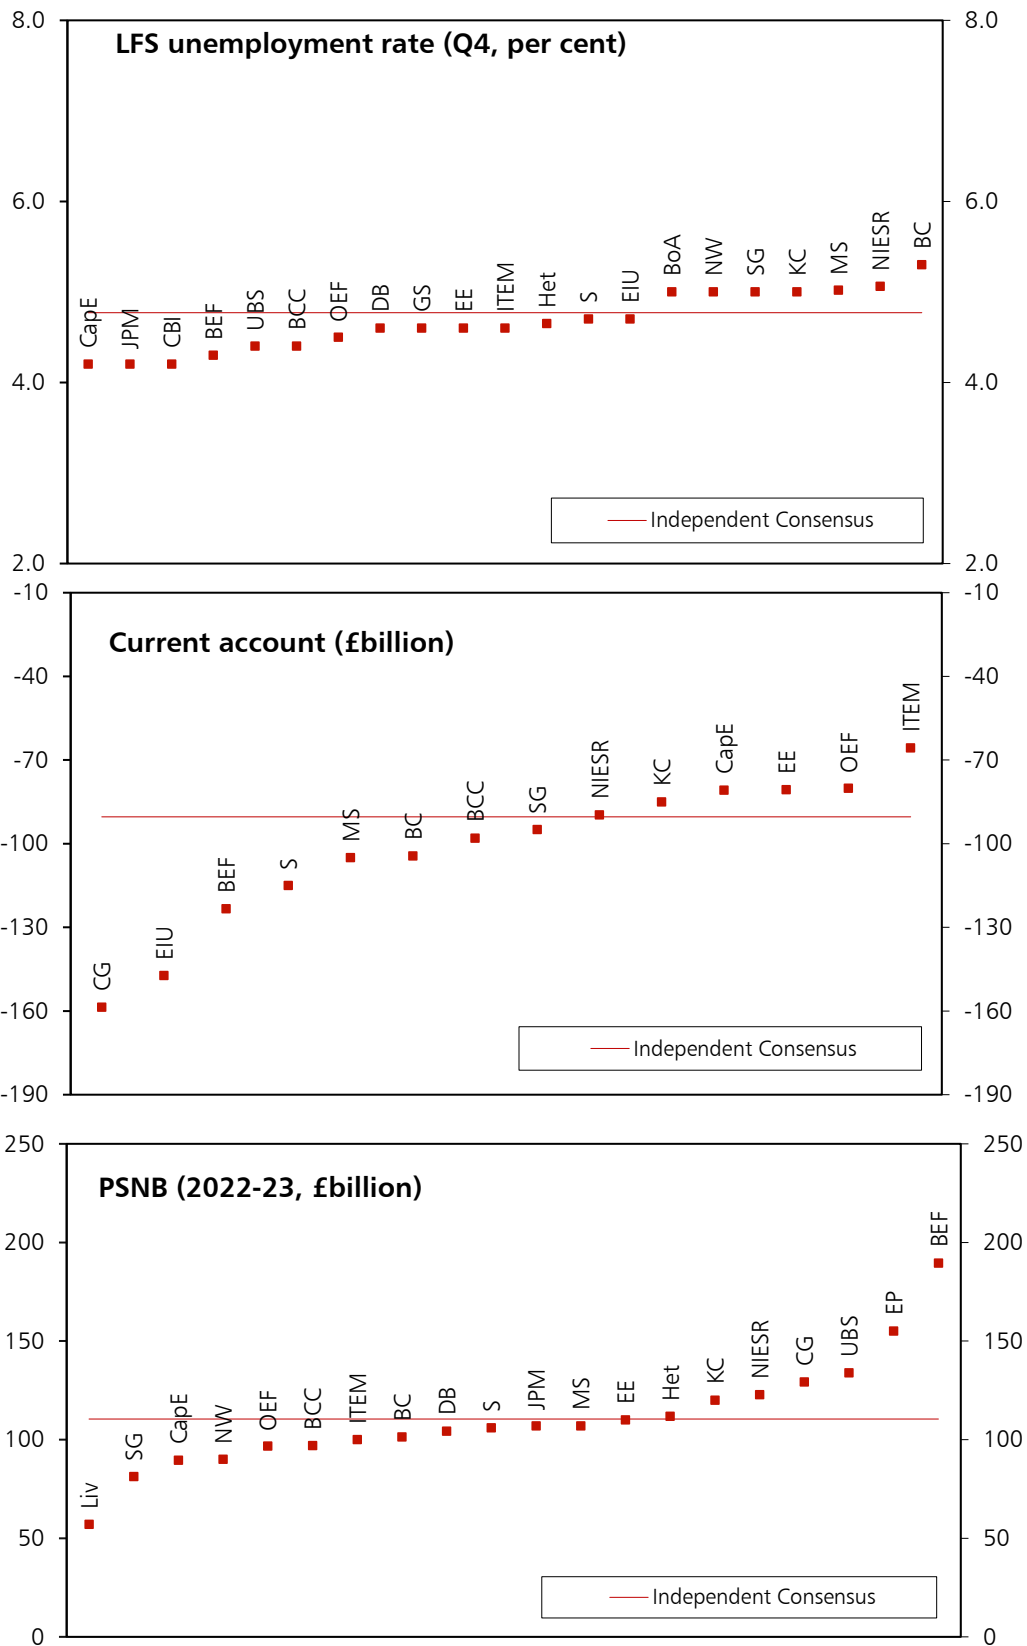 LFS unemployment rate (Q4, per cent)
8.0 8.0
6.0 6.0
4.0 4.0
2.0 2.0
CapE JPM CBI BEF UBS BCC OEF DB GS EE ITEM Het S EIU BoA NW SG KC MS NIESR BC
Independent Consensus
Current account (£billion)
-10 -10
-40 -40
-70 -70
-100 -100
-130 -130
-160 -160
-190 -190
CG EIU BEF S MS BC BCC SG NIESR KC CapE EE OEF ITEM
Independent Consensus
PSNB (2022-23, £billion)
250 250
200 200
150 150
100 100
50 50
0 0
Liv SG CapE NW OEF BCC ITEM BC DB S JPM MS EE Het KC NIESR CG UBS EP BEF
Independent Consensus